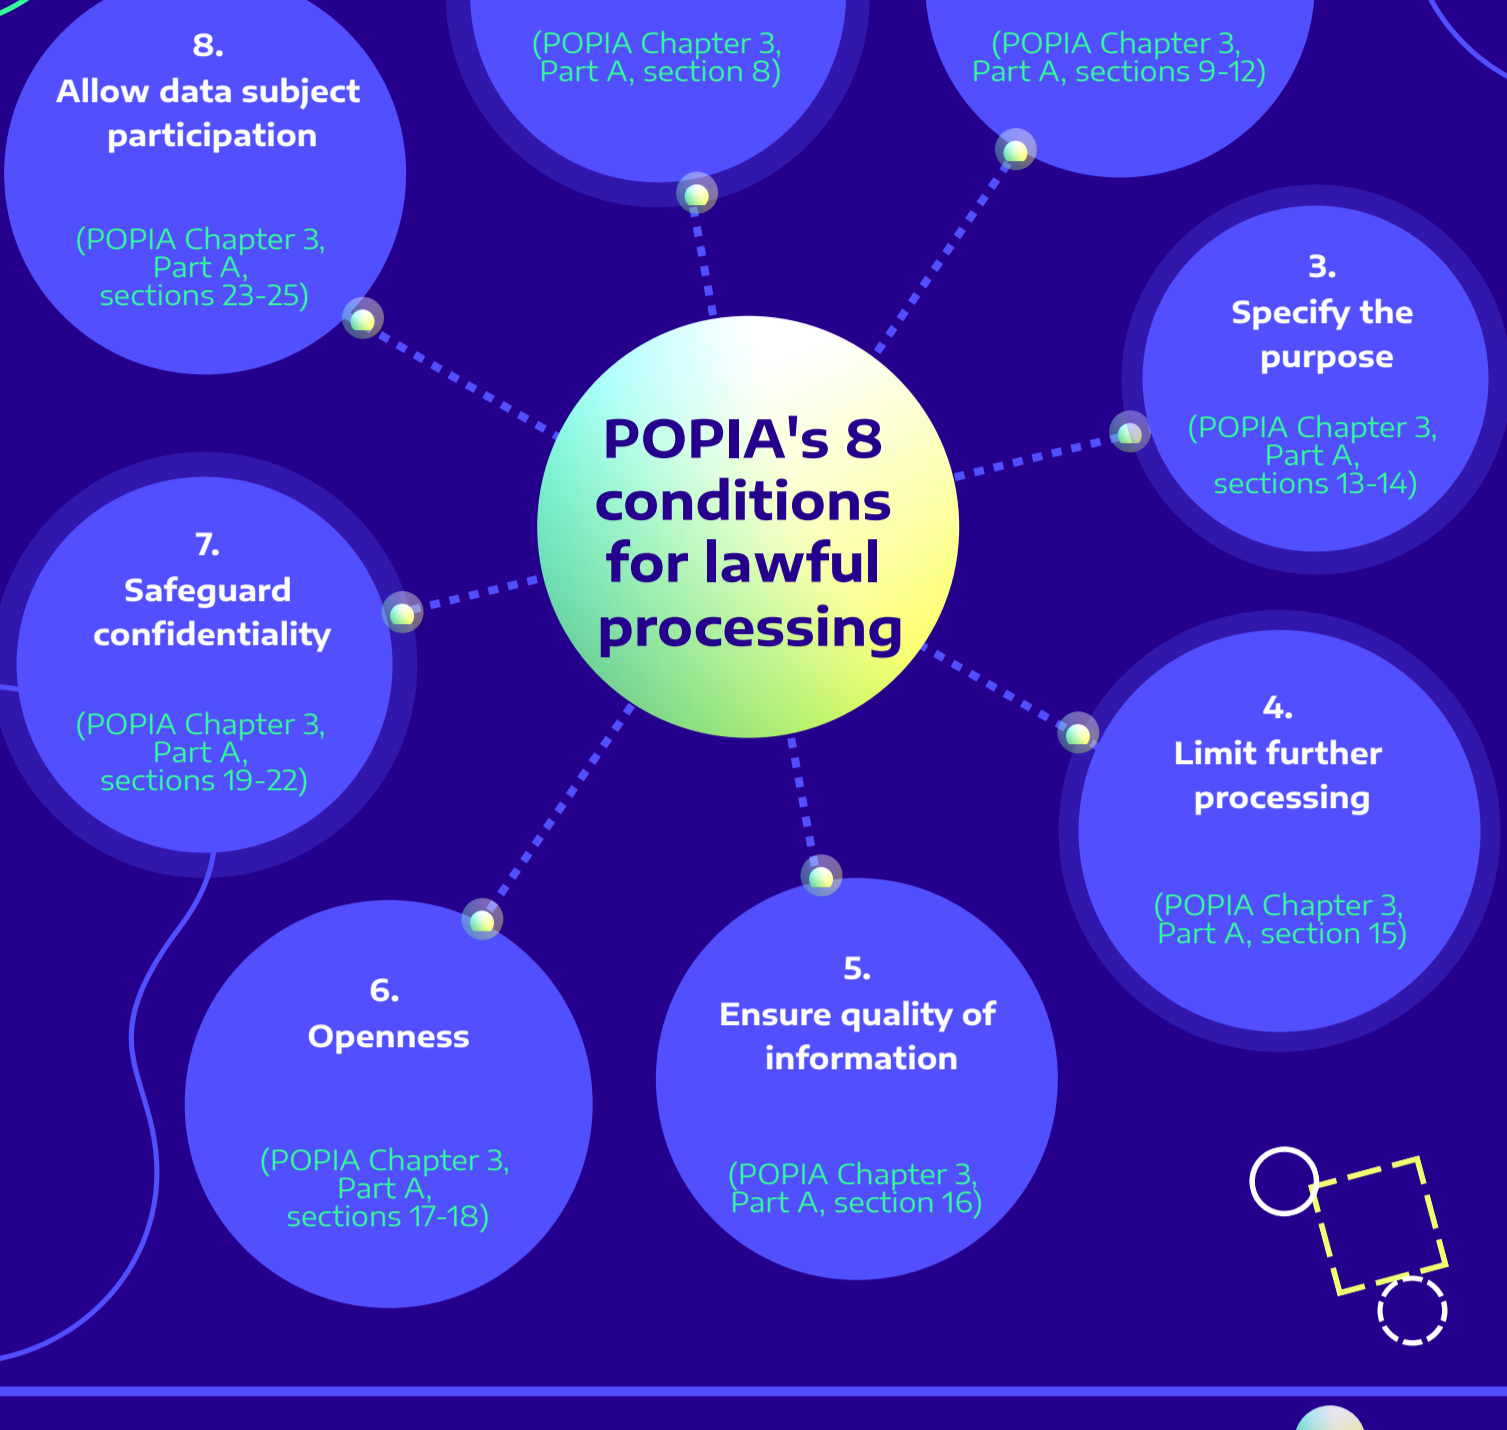 (POPIA Chapter 3,
Part A, section 8)
(POPIA Chapter 3,
Part A, sections 9-12)
8.
Allow data subject
participation
(POPIA Chapter 3,
Part A,
sections 23-25)
3.
Specify the
purpose
(POPIA Chapter 3,
Part A,
sections 13-14)
POPIA's 8
conditions
for lawful
processing
7.
Safeguard
confidentiality
(POPIA Chapter 3,
Part A,
sections 19-22)
4.
Limit further
processing
(POPIA Chapter 3,
Part A, section 15)
6.
Openness
(POPIA Chapter 3,
Part A,
sections 17-18)
5.
Ensure quality of
information
(POPIA Chapter 3,
Part A, section 16)